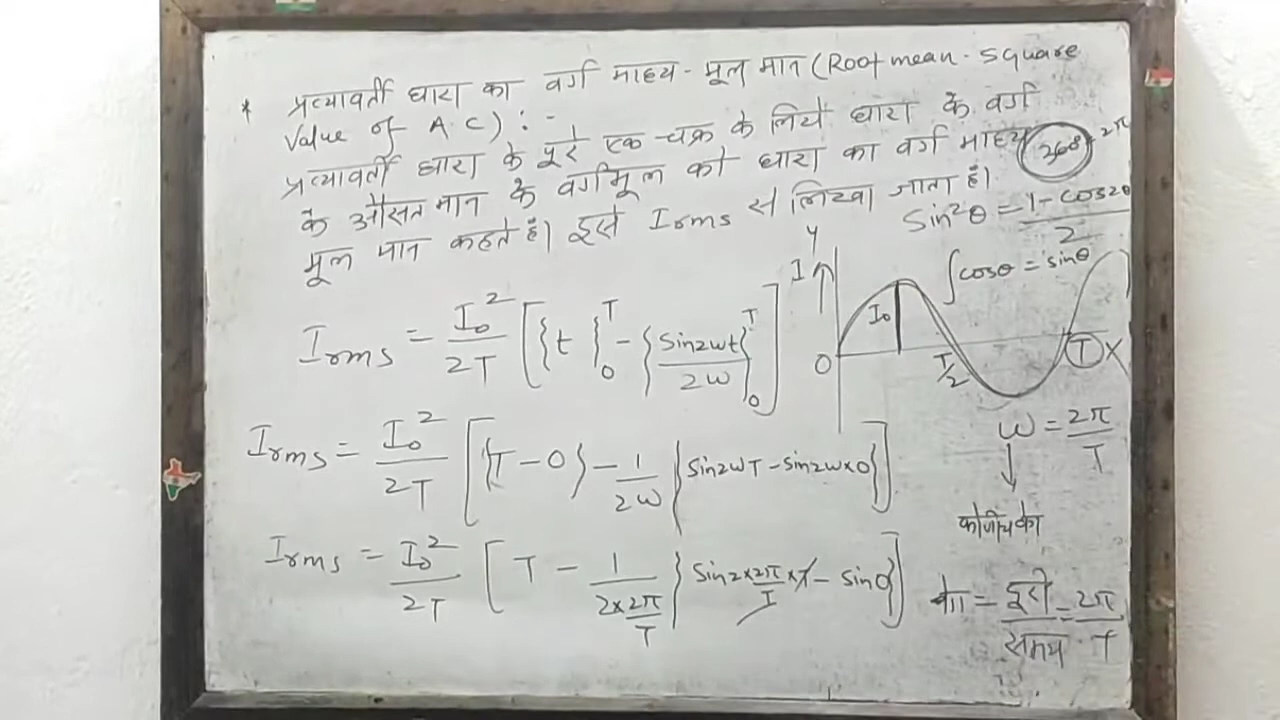 * प्रत्यावर्ती धारा का वर्ग माध्य - मूल मान (Root mean - square
Value of A.C) : -
प्रत्यावर्ती धारा के पूरे एक चक्र के लिये धारा के वर्ग
के औसत मान के वर्गमूल को धारा का वर्ग माध्य
मूल मान कहते हैं। इसे Irms से लिखा जाता है।
2π
Sin²θ = 1 - cos2θ / 2
∫cosθ = sinθ
Y
I ↑
I₀
O
T/2
T X
Irms = I₀²/2T [{t}₀ᵀ - {sin2ωt/2ω}₀ᵀ]
Irms = I₀²/2T [{T - 0} - 1/2ω {sin2ωT - sin2ω×0}]
Irms = I₀²/2T [T - 1/(2×2π/T) {sin2×2π/T×T - sin0}]
ω = 2π/T
↓
वेग = दूरी/समय = 2π/T